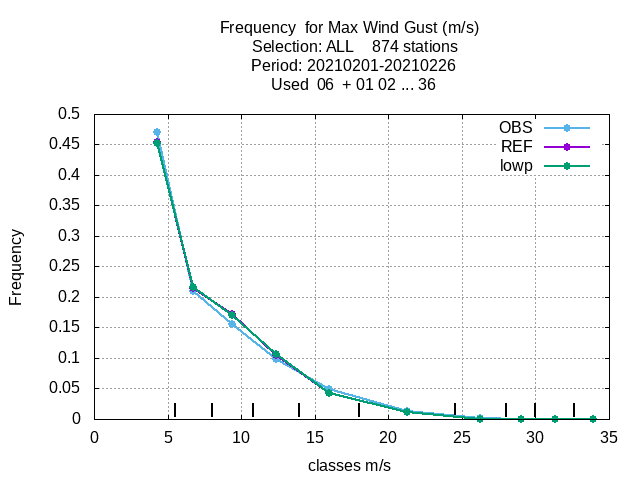 Frequency  for Max Wind Gust (m/s)
Selection: ALL    874 stations
Period: 20210201-20210226
Used  06  + 01 02 ... 36
OBS
REF
lowp
0.5
0.45
0.4
0.35
0.3
0.25
0.2
0.15
0.1
0.05
0
Frequency
0 5 10 15 20 25 30 35
classes m/s